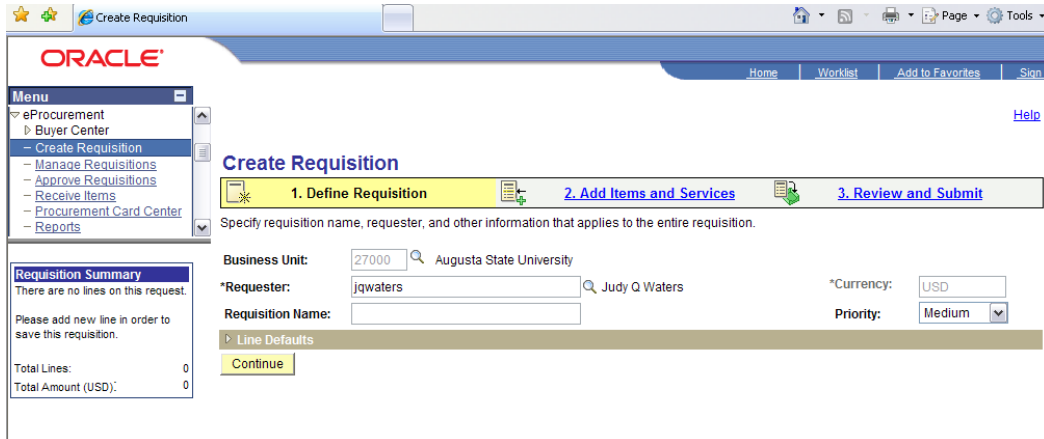 Create Requisition
Page
Tools
ORACLE
Home
Worklist
Add to Favorites
Sign
Menu
eProcurement
Buyer Center
Create Requisition
Manage Requisitions
Approve Requisitions
Receive Items
Procurement Card Center
Reports
Help
Create Requisition
1. Define Requisition
2. Add Items and Services
3. Review and Submit
Specify requisition name, requester, and other information that applies to the entire requisition.
Business Unit: 27000 Augusta State University
*Requester: jqwaters Judy Q Waters *Currency: USD
Requisition Name: Priority: Medium
Line Defaults
Continue
Requisition Summary
There are no lines on this request.
Please add new line in order to
save this requisition.
Total Lines: 0
Total Amount (USD): 0